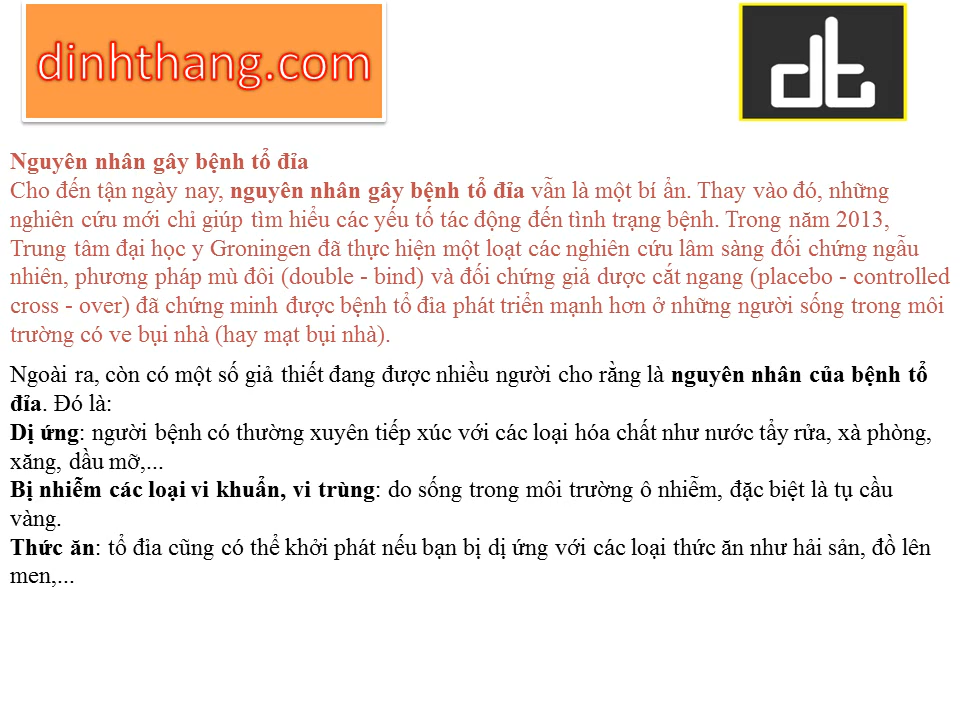 dinhthang.com
dt
Nguyên nhân gây bệnh tổ đỉa
Cho đến tận ngày nay, nguyên nhân gây bệnh tổ đỉa vẫn là một bí ẩn. Thay vào đó, những
nghiên cứu mới chỉ giúp tìm hiểu các yếu tố tác động đến tình trạng bệnh. Trong năm 2013,
Trung tâm đại học y Groningen đã thực hiện một loạt các nghiên cứu lâm sàng đối chứng ngẫu
nhiên, phương pháp mù đôi (double - bind) và đối chứng giả dược cắt ngang (placebo - controlled
cross - over) đã chứng minh được bệnh tổ đỉa phát triển mạnh hơn ở những người sống trong môi
trường có ve bụi nhà (hay mạt bụi nhà).
Ngoài ra, còn có một số giả thiết đang được nhiều người cho rằng là nguyên nhân của bệnh tổ
đỉa. Đó là:
Dị ứng: người bệnh có thường xuyên tiếp xúc với các loại hóa chất như nước tẩy rửa, xà phòng,
xăng, dầu mỡ,...
Bị nhiễm các loại vi khuẩn, vi trùng: do sống trong môi trường ô nhiễm, đặc biệt là tụ cầu
vàng.
Thức ăn: tổ đỉa cũng có thể khởi phát nếu bạn bị dị ứng với các loại thức ăn như hải sản, đồ lên
men,...